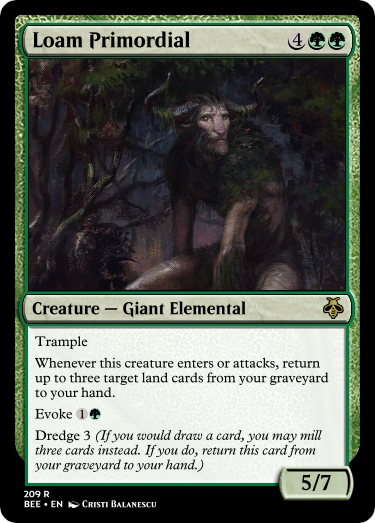 Loam Primordial 4
Creature — Giant Elemental
Trample
Whenever this creature enters or attacks, return
up to three target land cards from your graveyard
to your hand.
Evoke 1
Dredge 3 (If you would draw a card, you may mill
three cards instead. If you do, return this card from
your graveyard to your hand.)
5/7
209 R
BEE • EN Cristi Balanescu